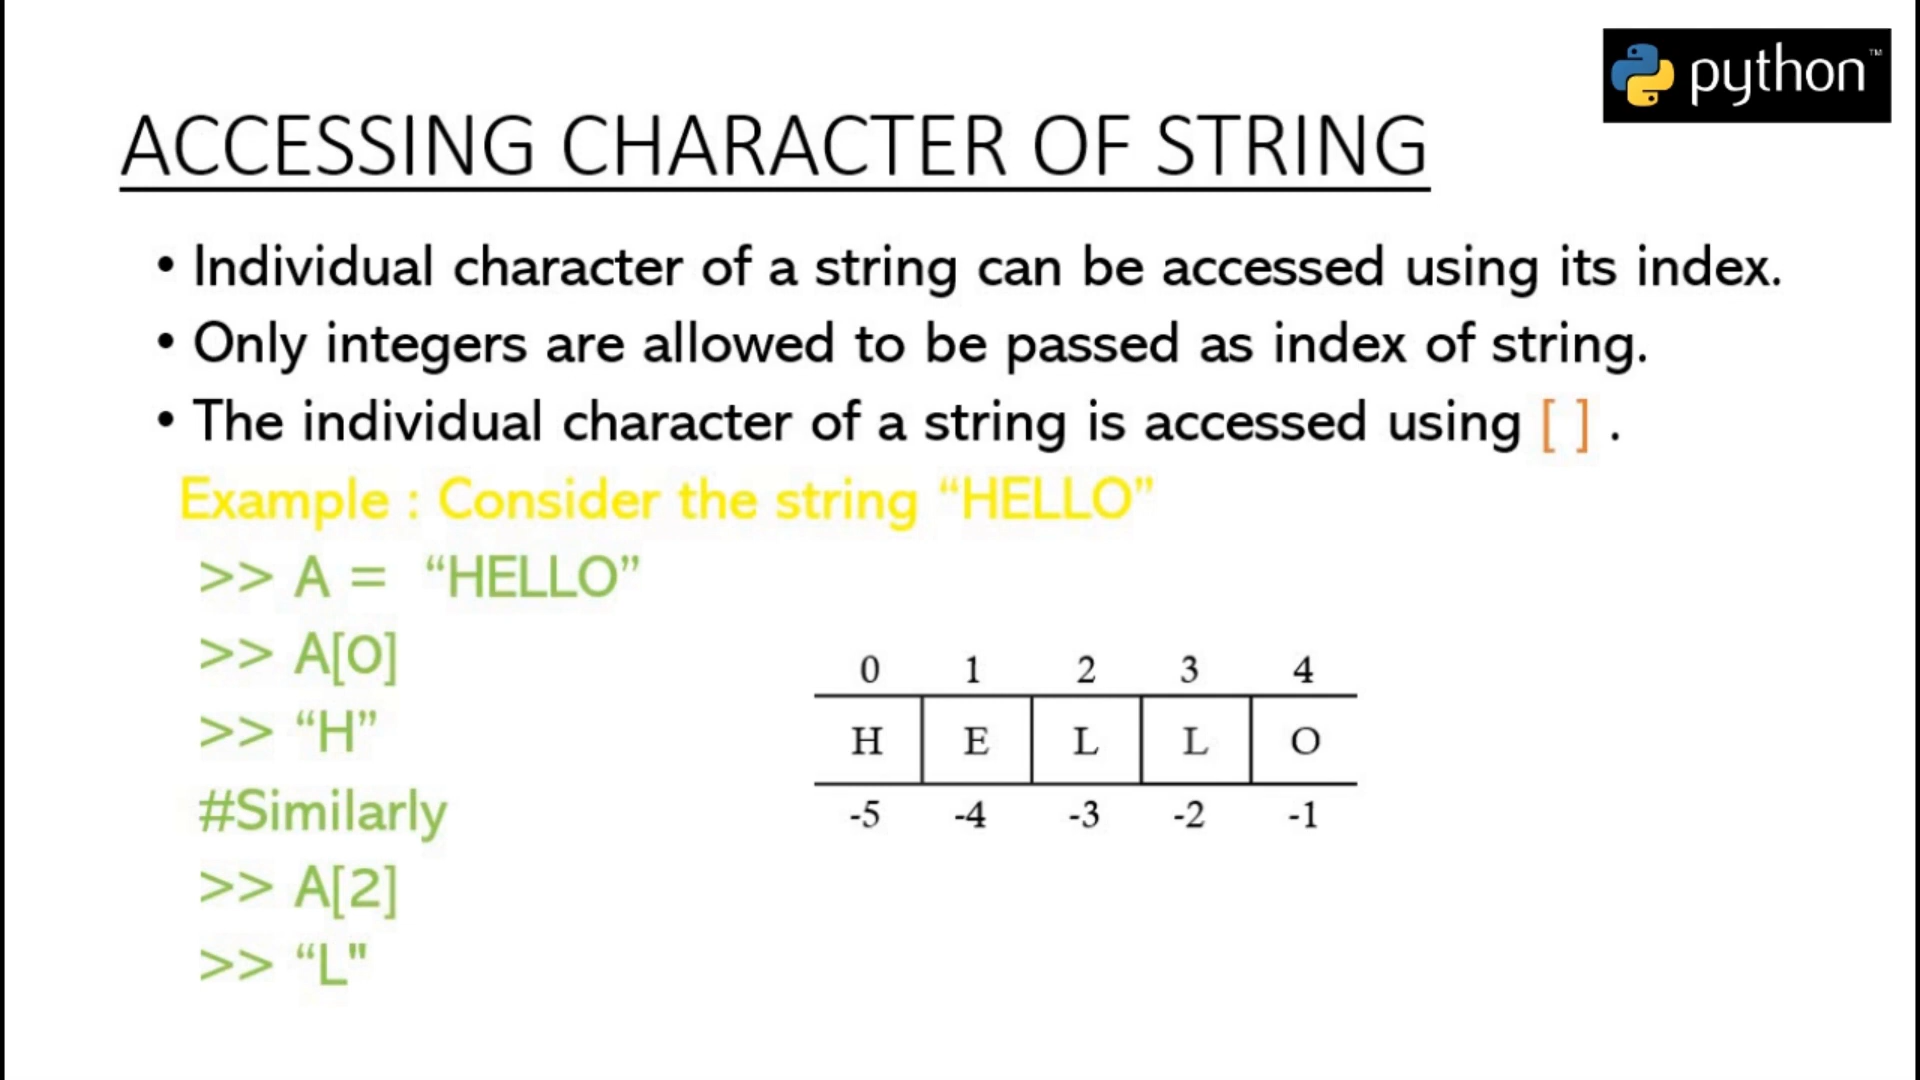 python™
ACCESSING CHARACTER OF STRING
• Individual character of a string can be accessed using its index.
• Only integers are allowed to be passed as index of string.
• The individual character of a string is accessed using [ ] .
Example : Consider the string “HELLO”
>> A = “HELLO”
>> A[0]
>> “H”
#Similarly
>> A[2]
>> “L"
0 1 2 3 4
H E L L O
-5 -4 -3 -2 -1